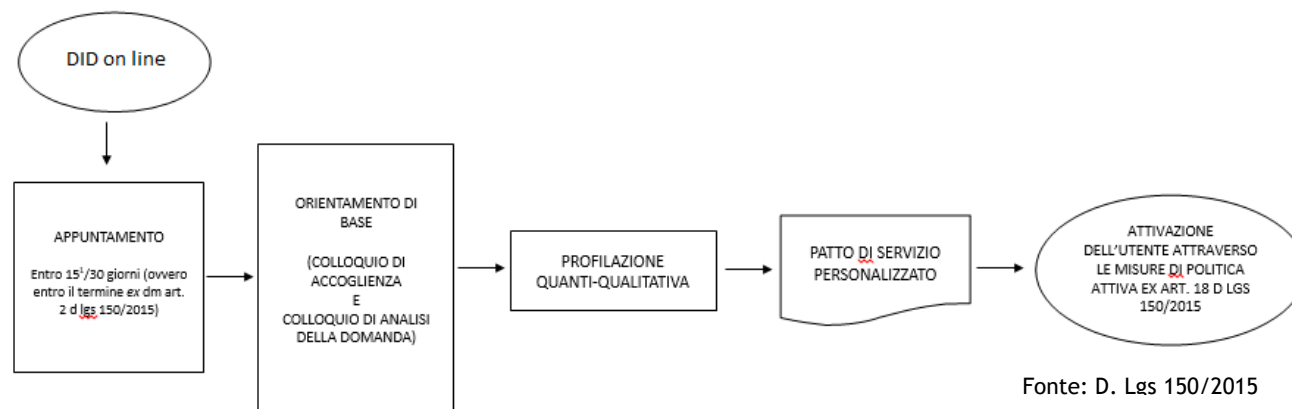 DID on line
APPUNTAMENTO
Entro 15¹/30 giorni (ovvero
entro il termine ex dm art.
2 d lgs 150/2015)
ORIENTAMENTO DI
BASE
(COLLOQUIO DI
ACCOGLIENZA
E
COLLOQUIO DI ANALISI
DELLA DOMANDA)
PROFILAZIONE
QUANTI-QUALITATIVA
PATTO DI SERVIZIO
PERSONALIZZATO
ATTIVAZIONE
DELL'UTENTE ATTRAVERSO
LE MISURE DI POLITICA
ATTIVA EX ART. 18 D LGS
150/2015
Fonte: D. Lgs 150/2015